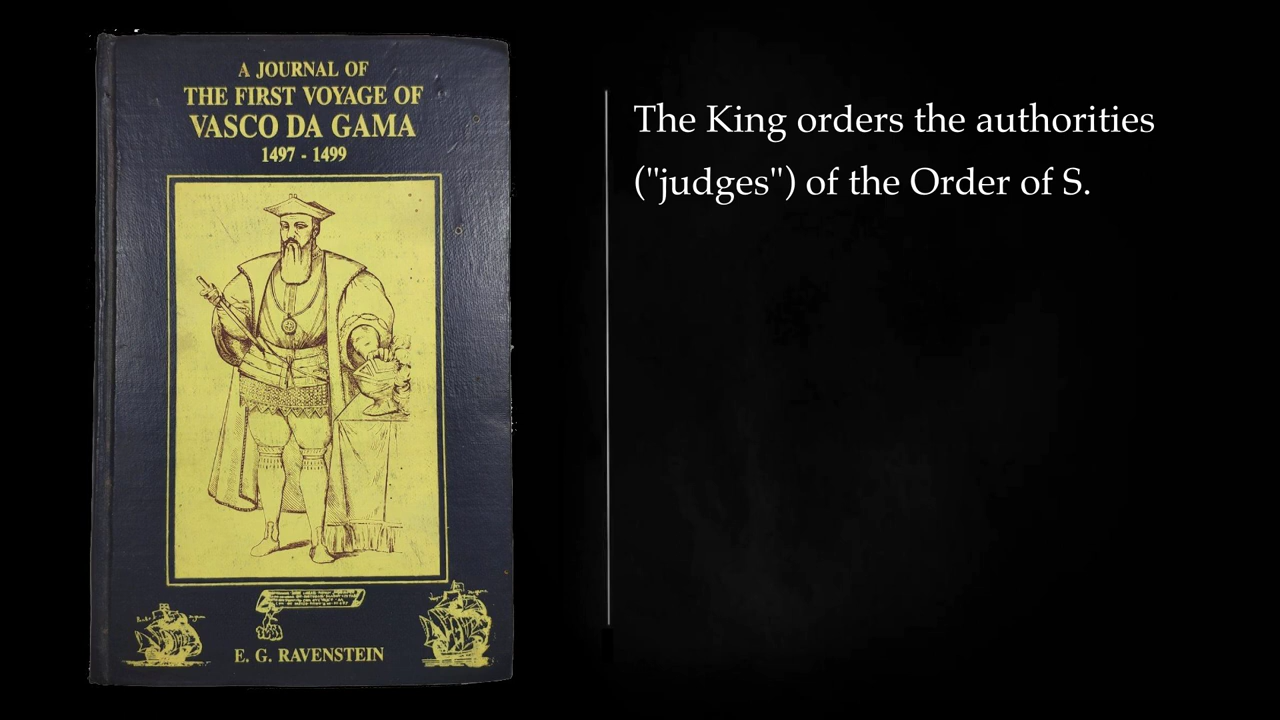 A JOURNAL OF
THE FIRST VOYAGE OF
VASCO DA GAMA
1497 - 1499
E. G. RAVENSTEIN
The King orders the authorities
("judges") of the Order of S.